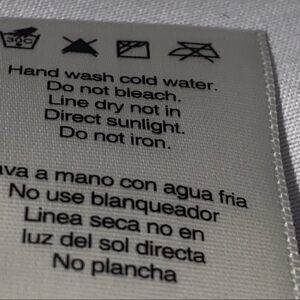 Hand wash cold water.
Do not bleach.
Line dry not in
Direct sunlight.
Do not iron.
ava a mano con agua fria
No use blanqueador
Linea seca no en
luz del sol directa
No plancha